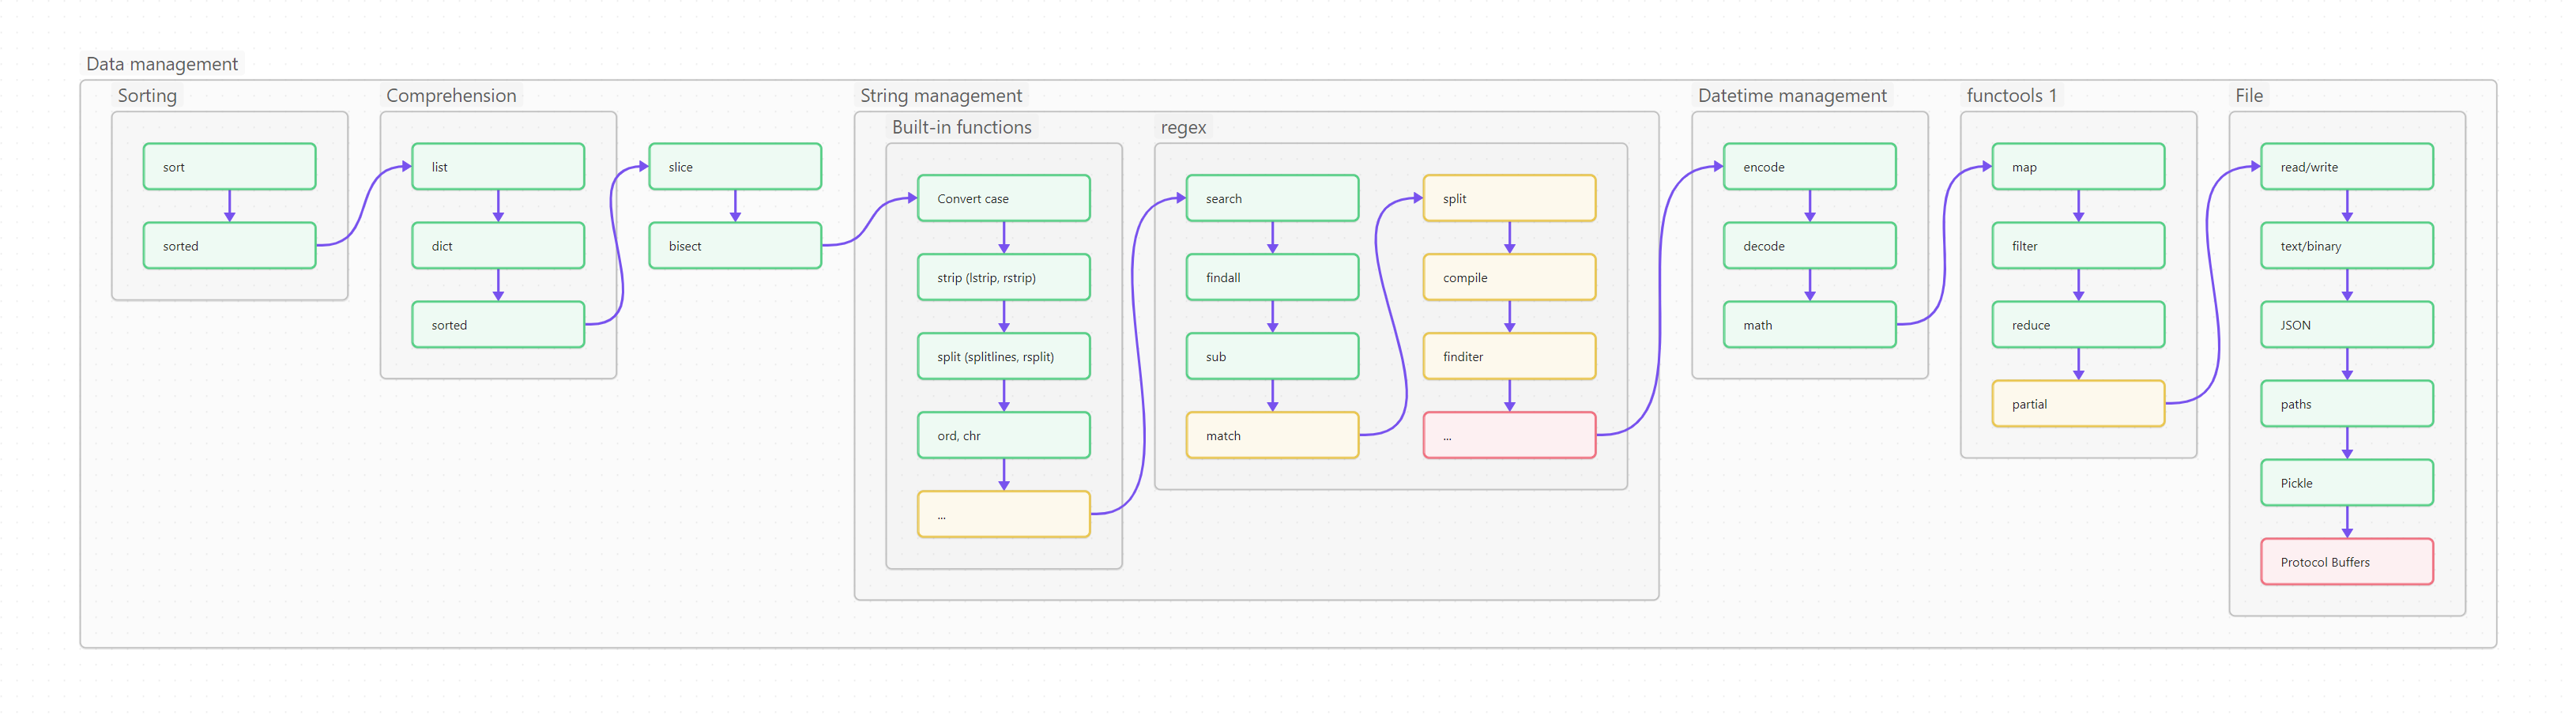 Data management
Sorting
sort
sorted
Comprehension
list
dict
sorted
slice
bisect
String management
Built-in functions
Convert case
strip (lstrip, rstrip)
split (splitlines, rsplit)
ord, chr
...
regex
search
findall
sub
match
split
compile
finditer
...
Datetime management
encode
decode
math
functools 1
map
filter
reduce
partial
File
read/write
text/binary
JSON
paths
Pickle
Protocol Buffers